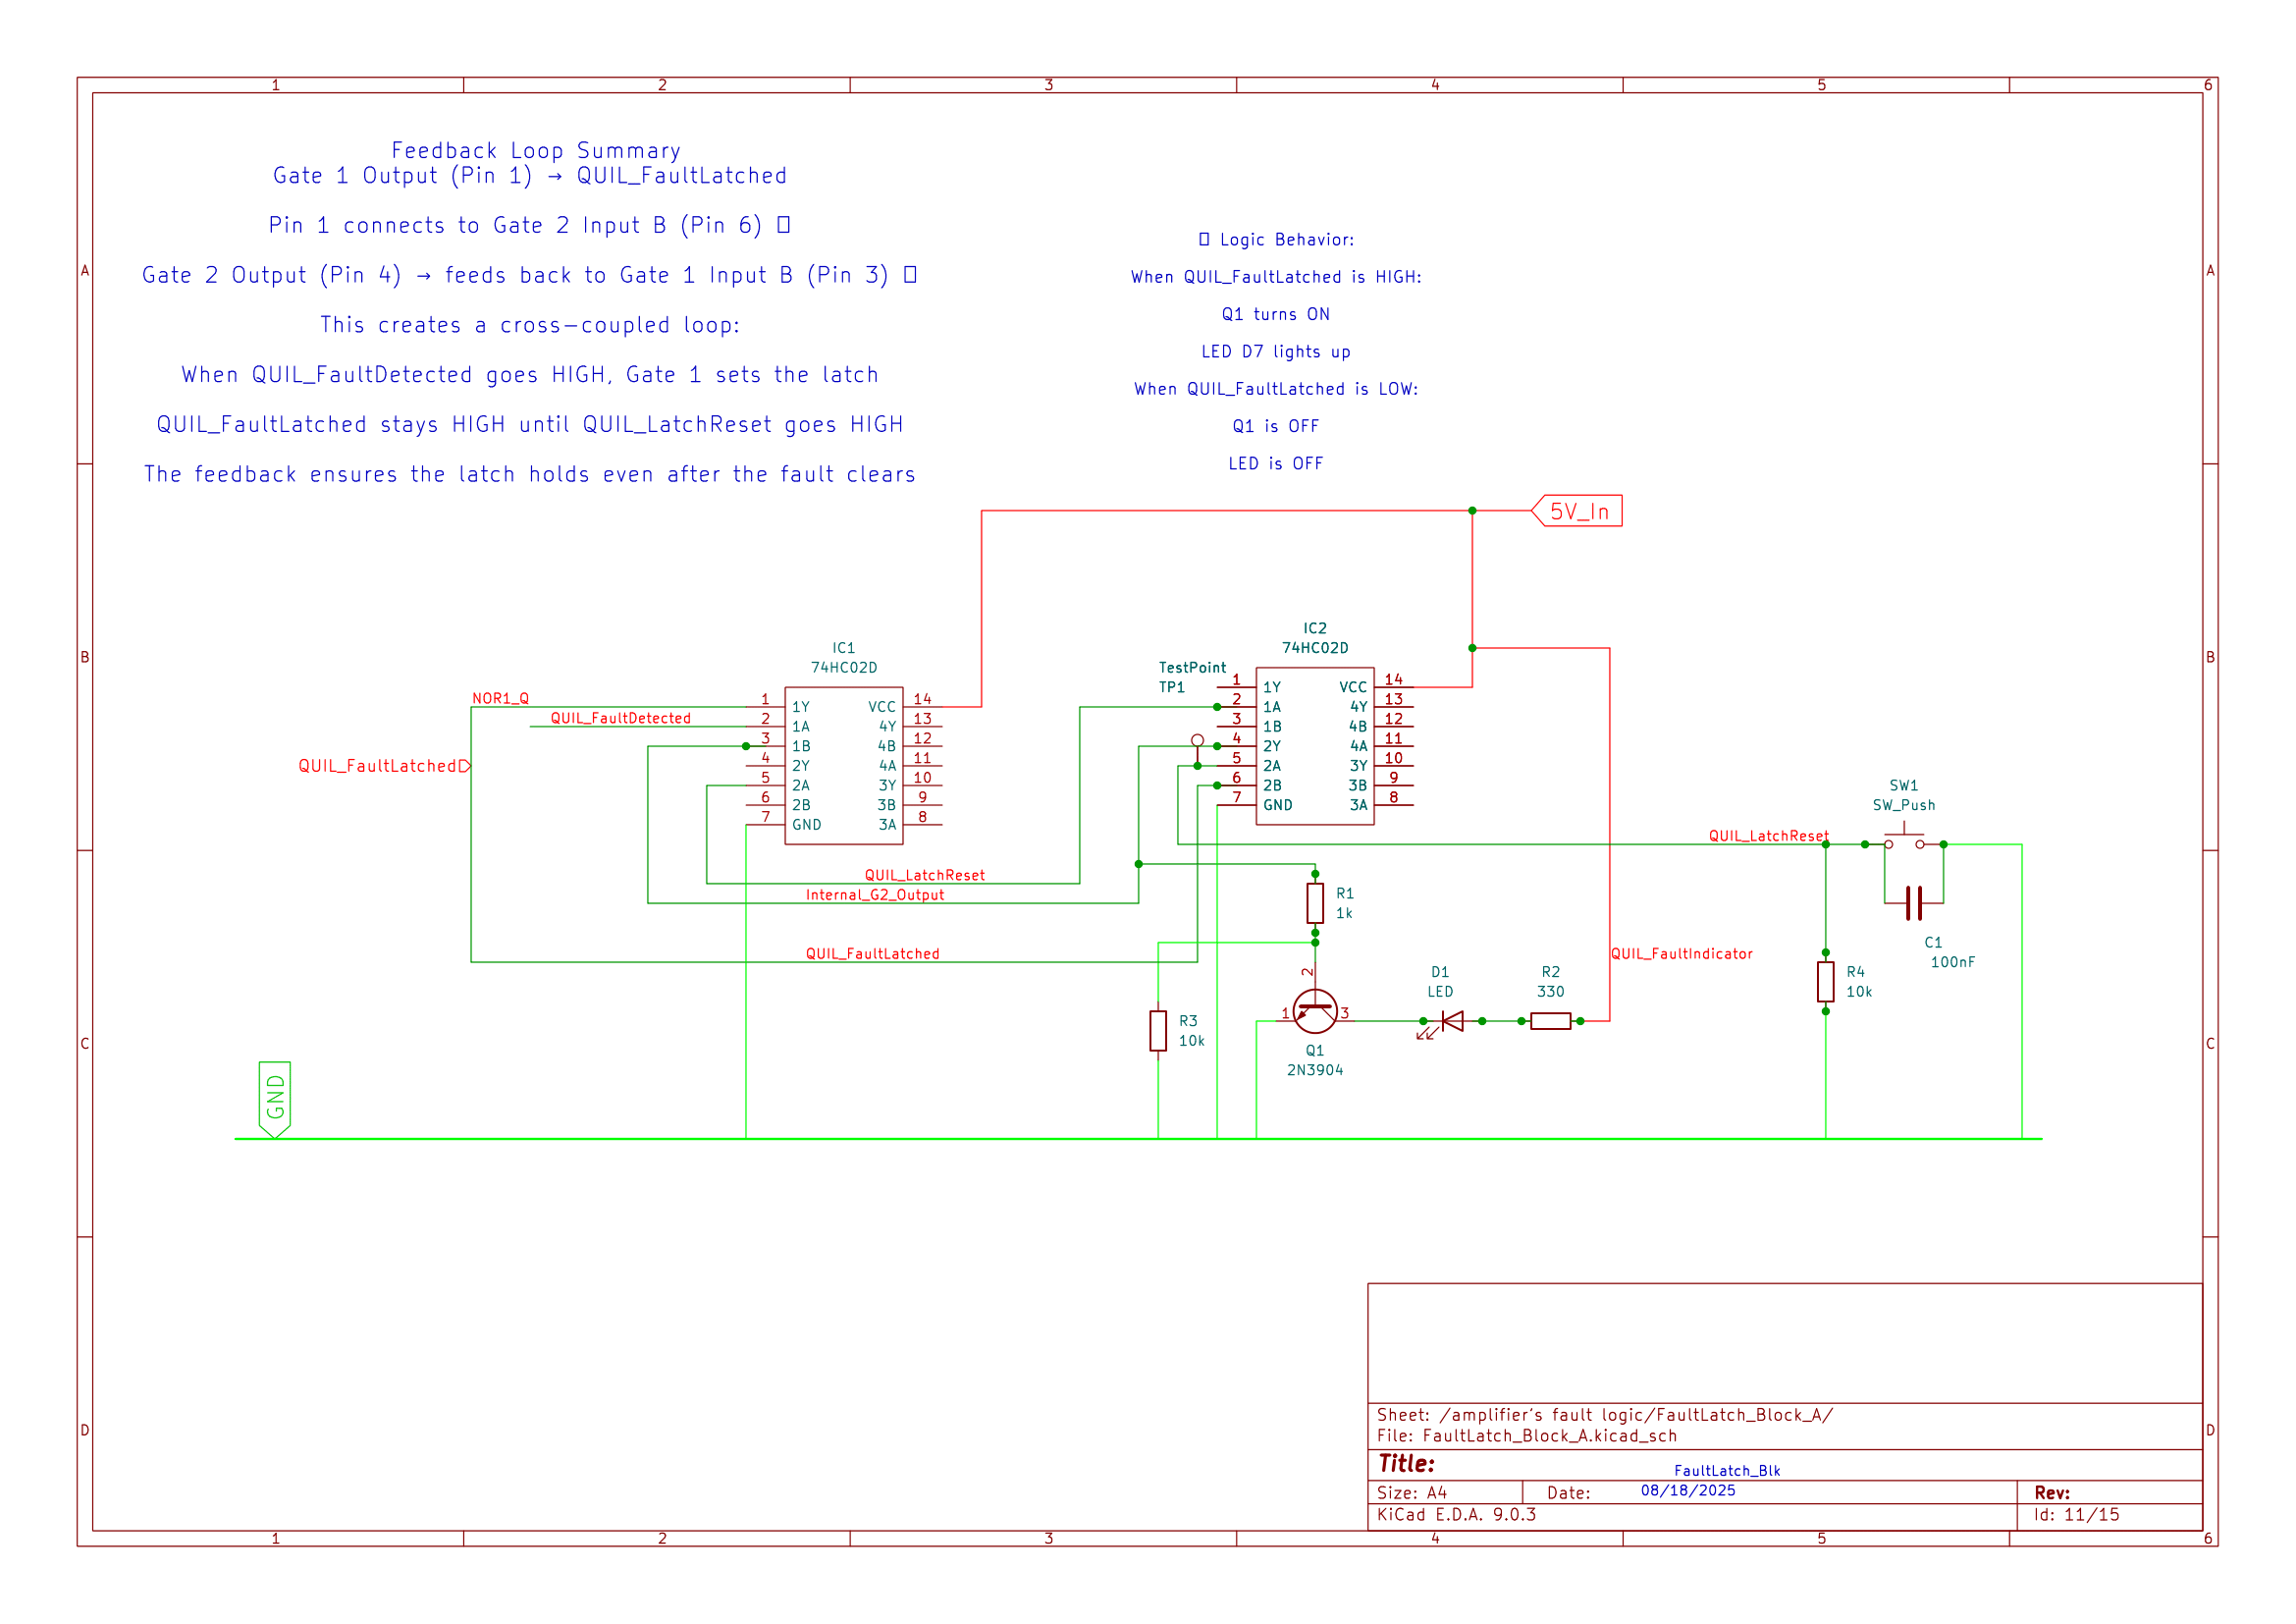 1 2 3 4 5 6
Feedback Loop Summary
Gate 1 Output (Pin 1) → QUIL_FaultLatched
Pin 1 connects to Gate 2 Input B (Pin 6) □
Gate 2 Output (Pin 4) → feeds back to Gate 1 Input B (Pin 3) □
This creates a cross-coupled loop:
When QUIL_FaultDetected goes HIGH, Gate 1 sets the latch
QUIL_FaultLatched stays HIGH until QUIL_LatchReset goes HIGH
The feedback ensures the latch holds even after the fault clears
□ Logic Behavior:
When QUIL_FaultLatched is HIGH:
Q1 turns ON
LED D7 lights up
When QUIL_FaultLatched is LOW:
Q1 is OFF
LED is OFF
A A
5V_In
B B
IC1
74HC02D
NOR1_Q
QUIL_FaultDetected
QUIL_FaultLatched
1 1Y VCC 14
2 1A 4Y 13
3 1B 4B 12
4 2Y 4A 11
5 2A 3Y 10
6 2B 3B 9
7 GND 3A 8
IC2
74HC02D
TestPoint
TP1
1 1Y VCC 14
2 1A 4Y 13
3 1B 4B 12
4 2Y 4A 11
5 2A 3Y 10
6 2B 3B 9
7 GND 3A 8
SW1
SW_Push
QUIL_LatchReset
QUIL_LatchReset
Internal_G2_Output
QUIL_FaultLatched
R1
1k
C1
100nF
QUIL_FaultIndicator
R3
10k
2
1 3
Q1
2N3904
D1
LED
R2
330
R4
10k
C C
GND
D D
Sheet: /amplifier's fault logic/FaultLatch_Block_A/
File: FaultLatch_Block_A.kicad_sch
Title: FaultLatch_Blk
Size: A4 Date: 08/18/2025 Rev:
KiCad E.D.A. 9.0.3 Id: 11/15
1 2 3 4 5 6